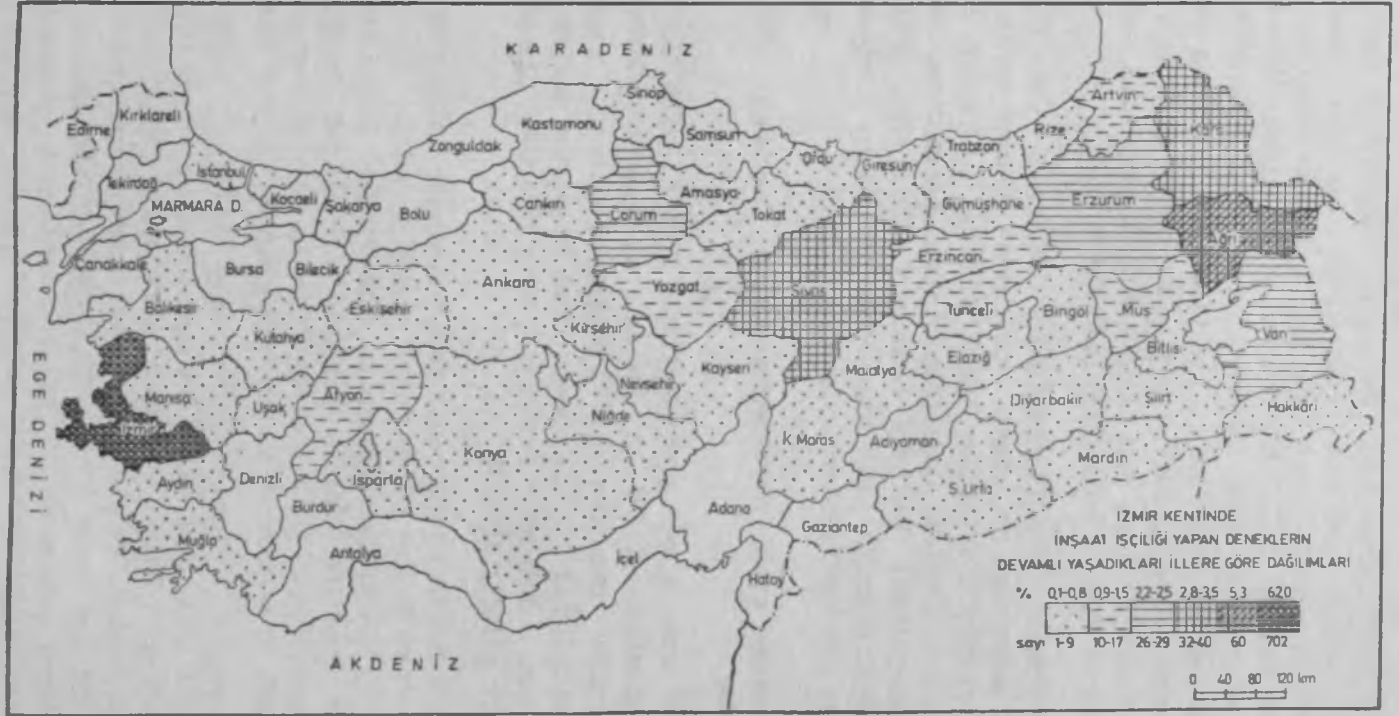 KARADENİZ
Kırklareli
Edirne
Tekirdağ
İstanbul
Kocaeli
Sakarya
MARMARA D.
Bolu
Zonguldak
Kastamonu
Sinop
Samsun
Ordu
Giresun
Trabzon
Rize
Artvin
Kars
Çankırı
Çorum
Amasya
Tokat
Gümüşhane
Erzurum
Ağrı
Çanakkale
Bursa
Bilecik
Balıkesir
Eskişehir
Ankara
Yozgat
Sivas
Erzincan
Tunceli
Bingöl
Muş
Bitlis
Van
Kütahya
Kırşehir
Nevşehir
Kayseri
Malatya
Elazığ
EGE DENİZİ
Manisa
İzmir
Uşak
Afyon
Niğde
Diyarbakır
Siirt
Hakkâri
Aydın
Denizli
Isparta
Konya
K.Maraş
Adıyaman
Mardin
Ş.Urfa
Muğla
Burdur
Antalya
İçel
Adana
Gaziantep
Hatay
AKDENİZ
İZMİR KENTİNDE
İNŞAAT İŞÇİLİĞİ YAPAN DENEKLERİN
DEVAMLI YAŞADIKLARI İLLERE GÖRE DAĞILIMLARI
% 0,1-0,8 0,9-1,5 2,2-2,5 2,8-3,5 5,3 62,0
sayı 1-9 10-17 26-29 32-40 60 702
0 40 80 120 km